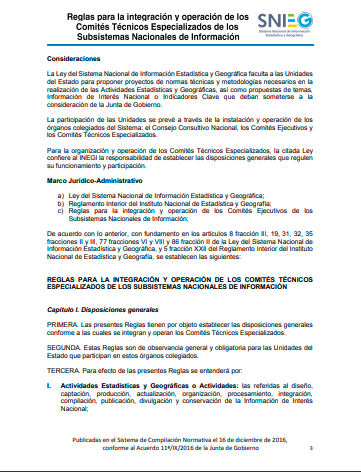 Reglas para la integración y operación de los
Comités Técnicos Especializados de los
Subsistemas Nacionales de Información
SNIEG
Sistema Nacional de Información
Estadística y Geográfica
Consideraciones
La Ley del Sistema Nacional de Información Estadística y Geográfica faculta a las Unidades
del Estado para proponer proyectos de normas técnicas y metodologías necesarios en la
realización de las Actividades Estadísticas y Geográficas, así como propuestas de temas,
Información de Interés Nacional o Indicadores Clave que deban someterse a la
consideración de la Junta de Gobierno.
La participación de las Unidades se prevé a través de la instalación y operación de los
órganos colegiados del Sistema: el Consejo Consultivo Nacional, los Comités Ejecutivos y
los Comités Técnicos Especializados.
Para la organización y operación de los Comités Técnicos Especializados, la citada Ley
confiere al INEGI la responsabilidad de establecer las disposiciones generales que regulen
su funcionamiento y participación.
Marco Jurídico-Administrativo
a) Ley del Sistema Nacional de Información Estadística y Geográfica;
b) Reglamento Interior del Instituto Nacional de Estadística y Geografía;
c) Reglas para la integración y operación de los Comités Ejecutivos de los
Subsistemas Nacionales de Información;
De acuerdo con lo anterior, con fundamento en los artículos 8 fracción III, 19, 31, 32, 35
fracciones II y III, 77 fracciones VI y VIII y 86 fracción II de la Ley del Sistema Nacional de
Información Estadística y Geográfica, y 5 fracción XXII del Reglamento Interior del Instituto
Nacional de Estadística y Geografía, se establecen las siguientes:
REGLAS PARA LA INTEGRACIÓN Y OPERACIÓN DE LOS COMITÉS TÉCNICOS
ESPECIALIZADOS DE LOS SUBSISTEMAS NACIONALES DE INFORMACIÓN
Capítulo I. Disposiciones generales
PRIMERA. Las presentes Reglas tienen por objeto establecer las disposiciones generales
conforme a las cuales se integran y operan los Comités Técnicos Especializados.
SEGUNDA. Estas Reglas son de observancia general y obligatoria para las Unidades del
Estado que participan en estos órganos colegiados.
TERCERA. Para efecto de las presentes Reglas se entenderá por:
I. Actividades Estadísticas y Geográficas o Actividades: las referidas al diseño,
captación, producción, actualización, organización, procesamiento, integración,
compilación, publicación, divulgación y conservación de la Información de Interés
Nacional;
Publicadas en el Sistema de Compilación Normativa el 16 de diciembre de 2016,
conforme al Acuerdo 11ª/IX/2016 de la Junta de Gobierno
3